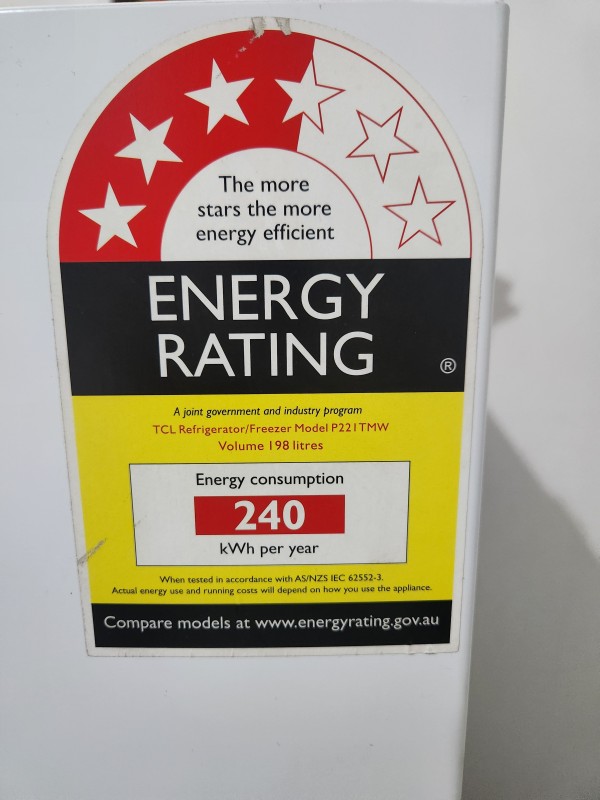 The more
stars the more
energy efficient
ENERGY
RATING
®
A joint government and industry program
TCL Refrigerator/Freezer Model P221TMW
Volume 198 litres
Energy consumption
240
kWh per year
When tested in accordance with AS/NZS IEC 62552-3.
Actual energy use and running costs will depend on how you use the appliance.
Compare models at www.energyrating.gov.au